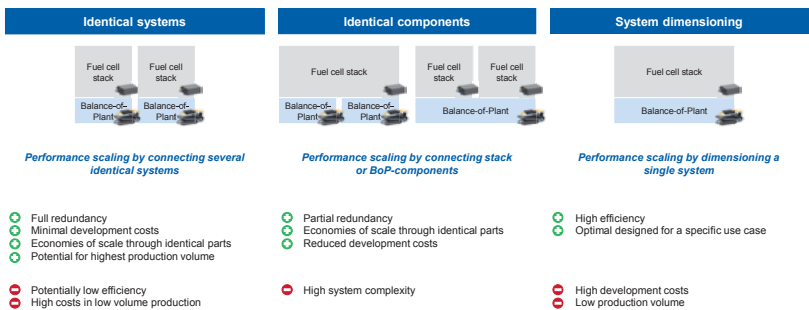 Identical systems
Fuel cell
stack
Fuel cell
stack
Balance-of-
Plant
Balance-of-
Plant
Performance scaling by connecting several
identical systems
Full redundancy
Minimal development costs
Economies of scale through identical parts
Potential for highest production volume
Potentially low efficiency
High costs in low volume production
Identical components
Fuel cell stack
Balance-of-
Plant
Balance-of-
Plant
Fuel cell
stack
Fuel cell
stack
Balance-of-Plant
Performance scaling by connecting stack
or BoP-components
Partial redundancy
Economies of scale through identical parts
Reduced development costs
High system complexity
System dimensioning
Fuel cell stack
Balance-of-Plant
Performance scaling by dimensioning a
single system
High efficiency
Optimal designed for a specific use case
High development costs
Low production volume